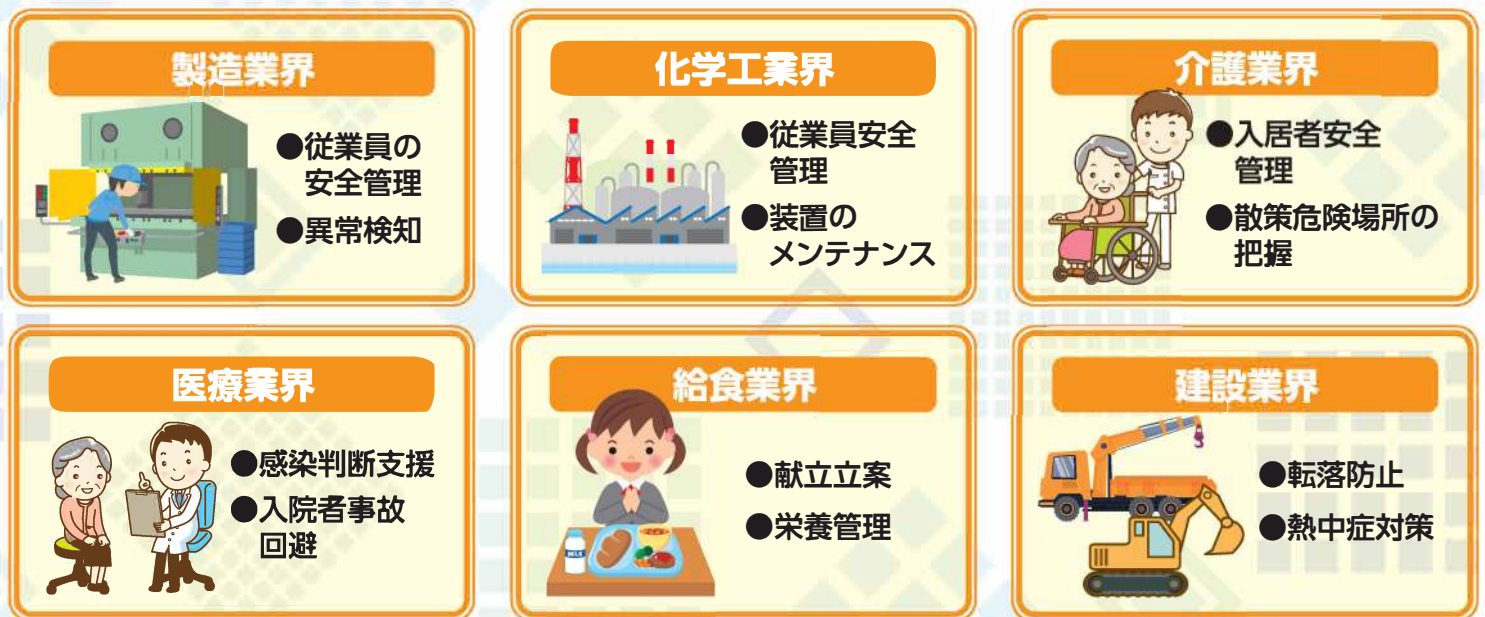 製造業界
●従業員の
安全管理
●異常検知
化学工業界
●従業員安全
管理
●装置の
メンテナンス
介護業界
●入居者安全
管理
●散策危険場所の
把握
医療業界
●感染判断支援
●入院者事故
回避
給食業界
MILK
●献立立案
●栄養管理
建設業界
●転落防止
●熱中症対策